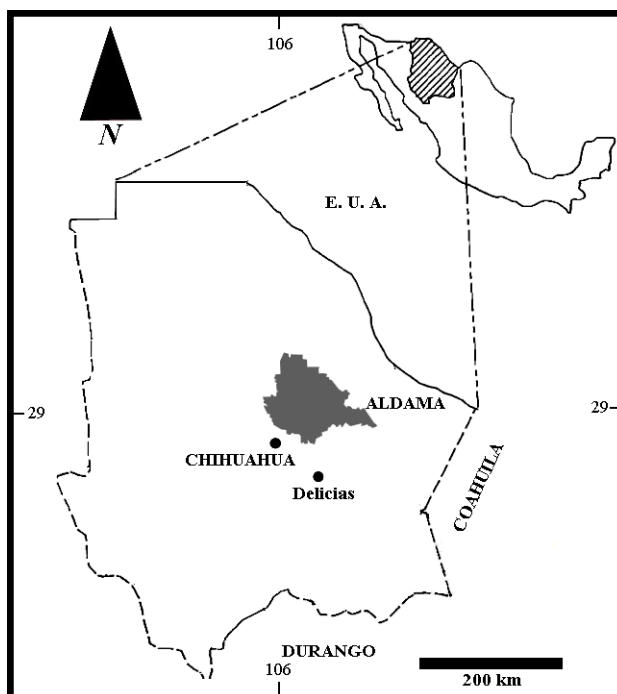 106
N
E. U. A.
ALDAMA
29
29
CHIHUAHUA
Delicias
COAHUILA
DURANGO
106
200 km